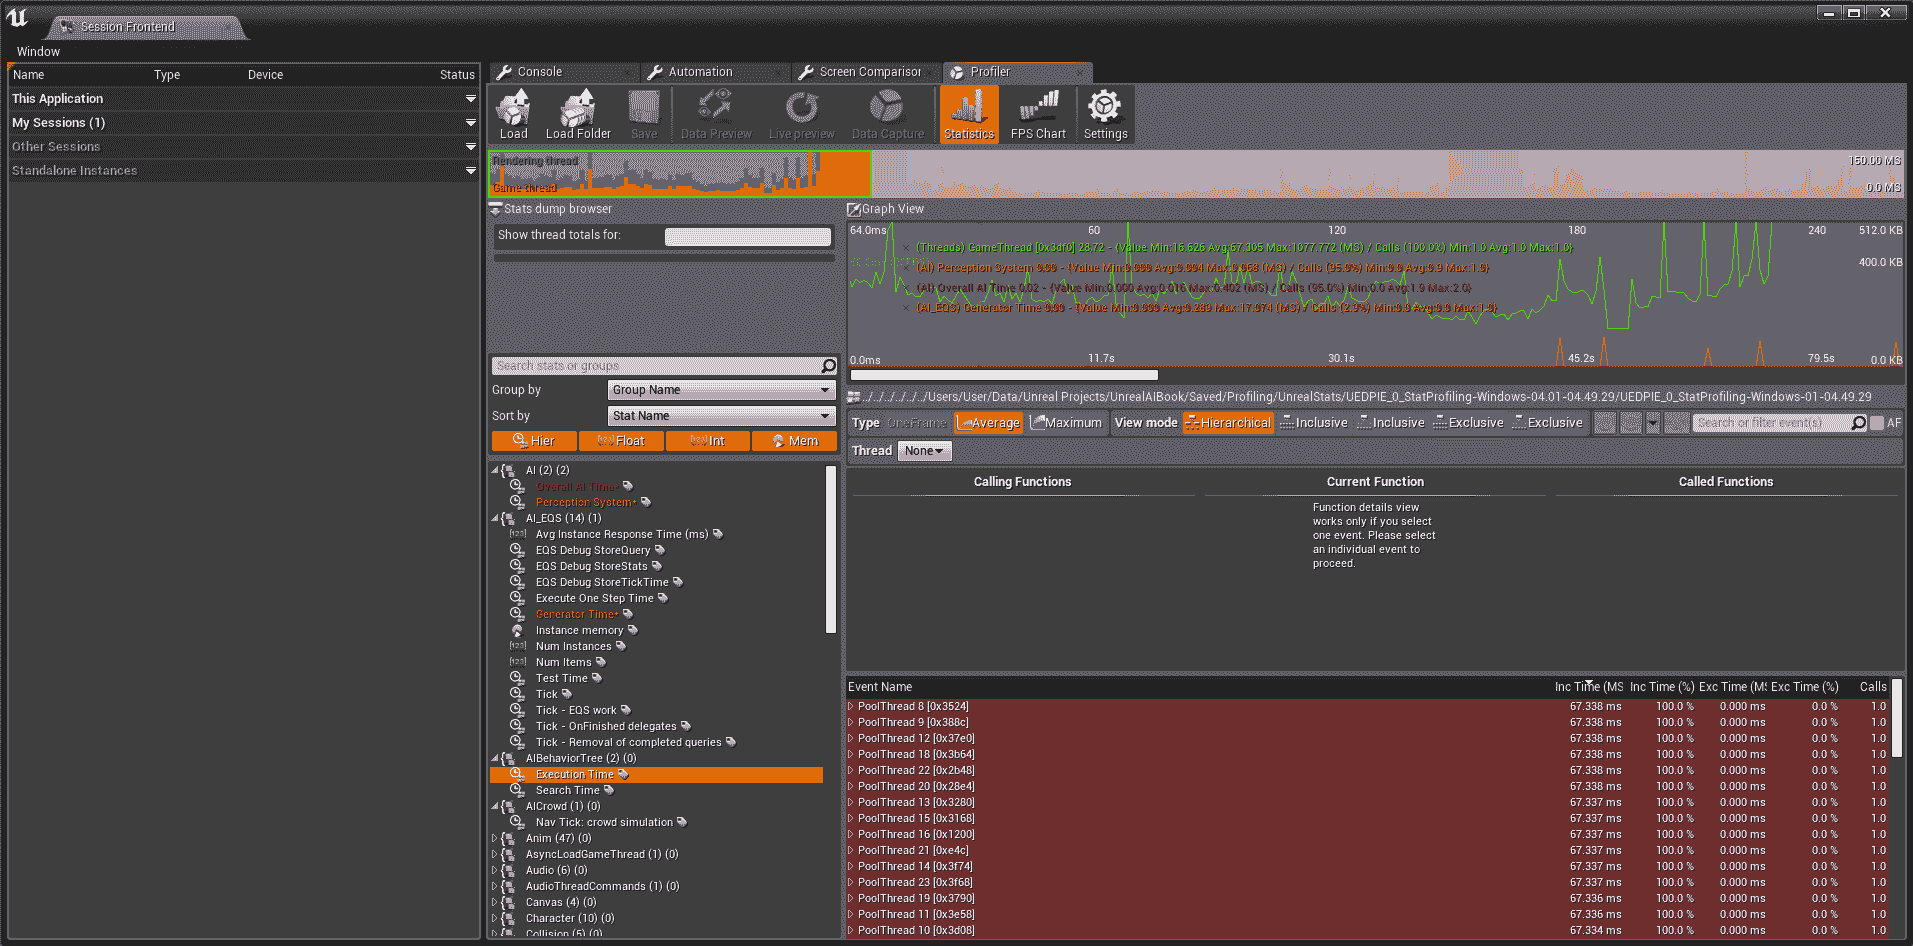 Session Frontend
Window
Name Type Device Status
This Application
My Sessions (1)
Other Sessions
Standalone Instances
Console Automation Screen Comparisor Profiler
Load Load Folder Save Data Preview Live preview Data Capture Statistics FPS Chart Settings
Rendering thread 150.00 MS
Game thread 0.0 MS
Stats dump browser
Show thread totals for:
Search stats or groups
Group by Group Name
Sort by Stat Name
Hier Float Int Mem
AI (2) (2)
Overall AI Time*
Perception System*
AI_EQS (14) (1)
Avg Instance Response Time (ms)
EQS Debug StoreQuery
EQS Debug StoreStats
EQS Debug StoreTickTime
Execute One Step Time
Generator Time*
Instance memory
Num Instances
Num Items
Test Time
Tick
Tick - EQS work
Tick - OnFinished delegates
Tick - Removal of completed queries
AIBehaviorTree (2) (0)
Execution Time
Search Time
AICrowd (1) (0)
Nav Tick: crowd simulation
Anim (47) (0)
AsyncLoadGameThread (1) (0)
Audio (6) (0)
AudioThreadCommands (1) (0)
Canvas (4) (0)
Character (10) (0)
Collision (5) (0)
Graph View
64.0ms 60 120 180 240 512.0 KB
(Threads) GameThread [0x3df0] 28.72 - {Value Min:16.626 Avg:67.305 Max:1077.772 (MS) / Calls (100.0%) Min:1.0 Avg:1.0 Max:1.0}
400.0 KB
(AI) Perception System 0.00 - {Value Min:0.000 Avg:0.004 Max:0.068 (MS) / Calls (95.0%) Min:0.0 Avg:0.9 Max:1.0}
(AI) Overall AI Time 0.02 - {Value Min:0.000 Avg:0.016 Max:0.402 (MS) / Calls (95.0%) Min:0.0 Avg:1.9 Max:2.0}
(AI_EQS) Generator Time 0.00 - {Value Min:0.000 Avg:0.289 Max:17.074 (MS) / Calls (2.9%) Min:0.0 Avg:0.0 Max:1.0}
0.0ms 11.7s 30.1s 45.2s 79.5s 0.0 KB
../../../../../../Users/User/Data/Unreal Projects/UnrealAIBook/Saved/Profiling/UnrealStats/UEDPIE_0_StatProfiling-Windows-04.01-04.49.29/UEDPIE_0_StatProfiling-Windows-01-04.49.29
Type OneFrame Average Maximum View mode Hierarchical Inclusive Inclusive Exclusive Exclusive Search or filter event(s) AF
Thread None
Calling Functions Current Function Called Functions
Function details view
works only if you select
one event. Please select
an individual event to
proceed.
Event Name Inc Time (MS Inc Time (%) Exc Time (MS Exc Time (%) Calls
PoolThread 8 [0x3524] 67.338 ms 100.0 % 0.000 ms 0.0 % 1.0
PoolThread 9 [0x388c] 67.338 ms 100.0 % 0.000 ms 0.0 % 1.0
PoolThread 12 [0x37e0] 67.338 ms 100.0 % 0.000 ms 0.0 % 1.0
PoolThread 18 [0x3b64] 67.338 ms 100.0 % 0.000 ms 0.0 % 1.0
PoolThread 22 [0x2b48] 67.338 ms 100.0 % 0.000 ms 0.0 % 1.0
PoolThread 20 [0x28e4] 67.338 ms 100.0 % 0.000 ms 0.0 % 1.0
PoolThread 13 [0x3280] 67.337 ms 100.0 % 0.000 ms 0.0 % 1.0
PoolThread 15 [0x3168] 67.337 ms 100.0 % 0.000 ms 0.0 % 1.0
PoolThread 16 [0x1200] 67.337 ms 100.0 % 0.000 ms 0.0 % 1.0
PoolThread 21 [0xe4c] 67.337 ms 100.0 % 0.000 ms 0.0 % 1.0
PoolThread 14 [0x3f74] 67.337 ms 100.0 % 0.000 ms 0.0 % 1.0
PoolThread 23 [0x3f68] 67.337 ms 100.0 % 0.000 ms 0.0 % 1.0
PoolThread 19 [0x3790] 67.336 ms 100.0 % 0.000 ms 0.0 % 1.0
PoolThread 11 [0x3e58] 67.336 ms 100.0 % 0.000 ms 0.0 % 1.0
PoolThread 10 [0x3d08] 67.334 ms 100.0 % 0.000 ms 0.0 % 1.0